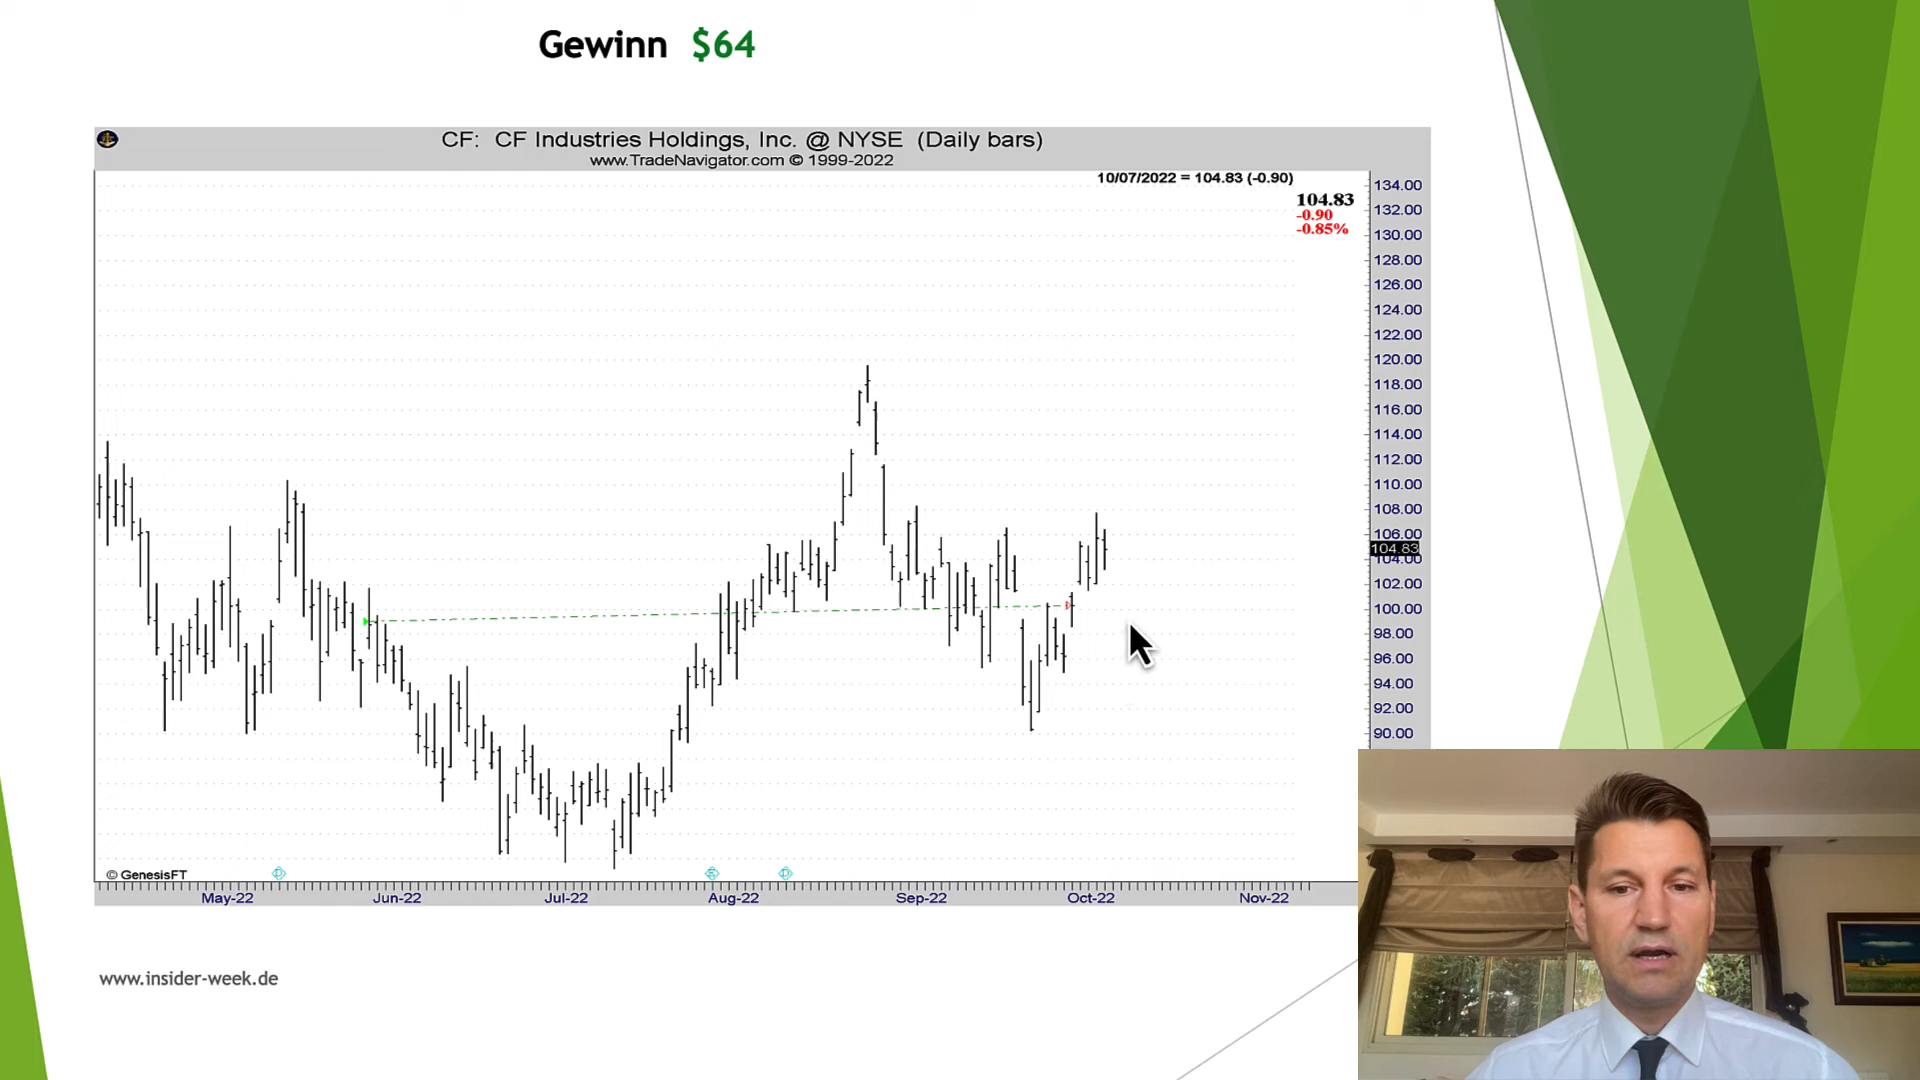 Gewinn $64
CF: CF Industries Holdings, Inc. @ NYSE (Daily bars)
www.TradeNavigator.com © 1999-2022
10/07/2022 = 104.83 (-0.90)
104.83
-0.90
-0.85%
134.00
132.00
130.00
128.00
126.00
124.00
122.00
120.00
118.00
116.00
114.00
112.00
110.00
108.00
106.00
104.83
104.00
102.00
100.00
98.00
96.00
94.00
92.00
90.00
© GenesisFT
D
E
D
May-22
Jun-22
Jul-22
Aug-22
Sep-22
Oct-22
Nov-22
www.insider-week.de